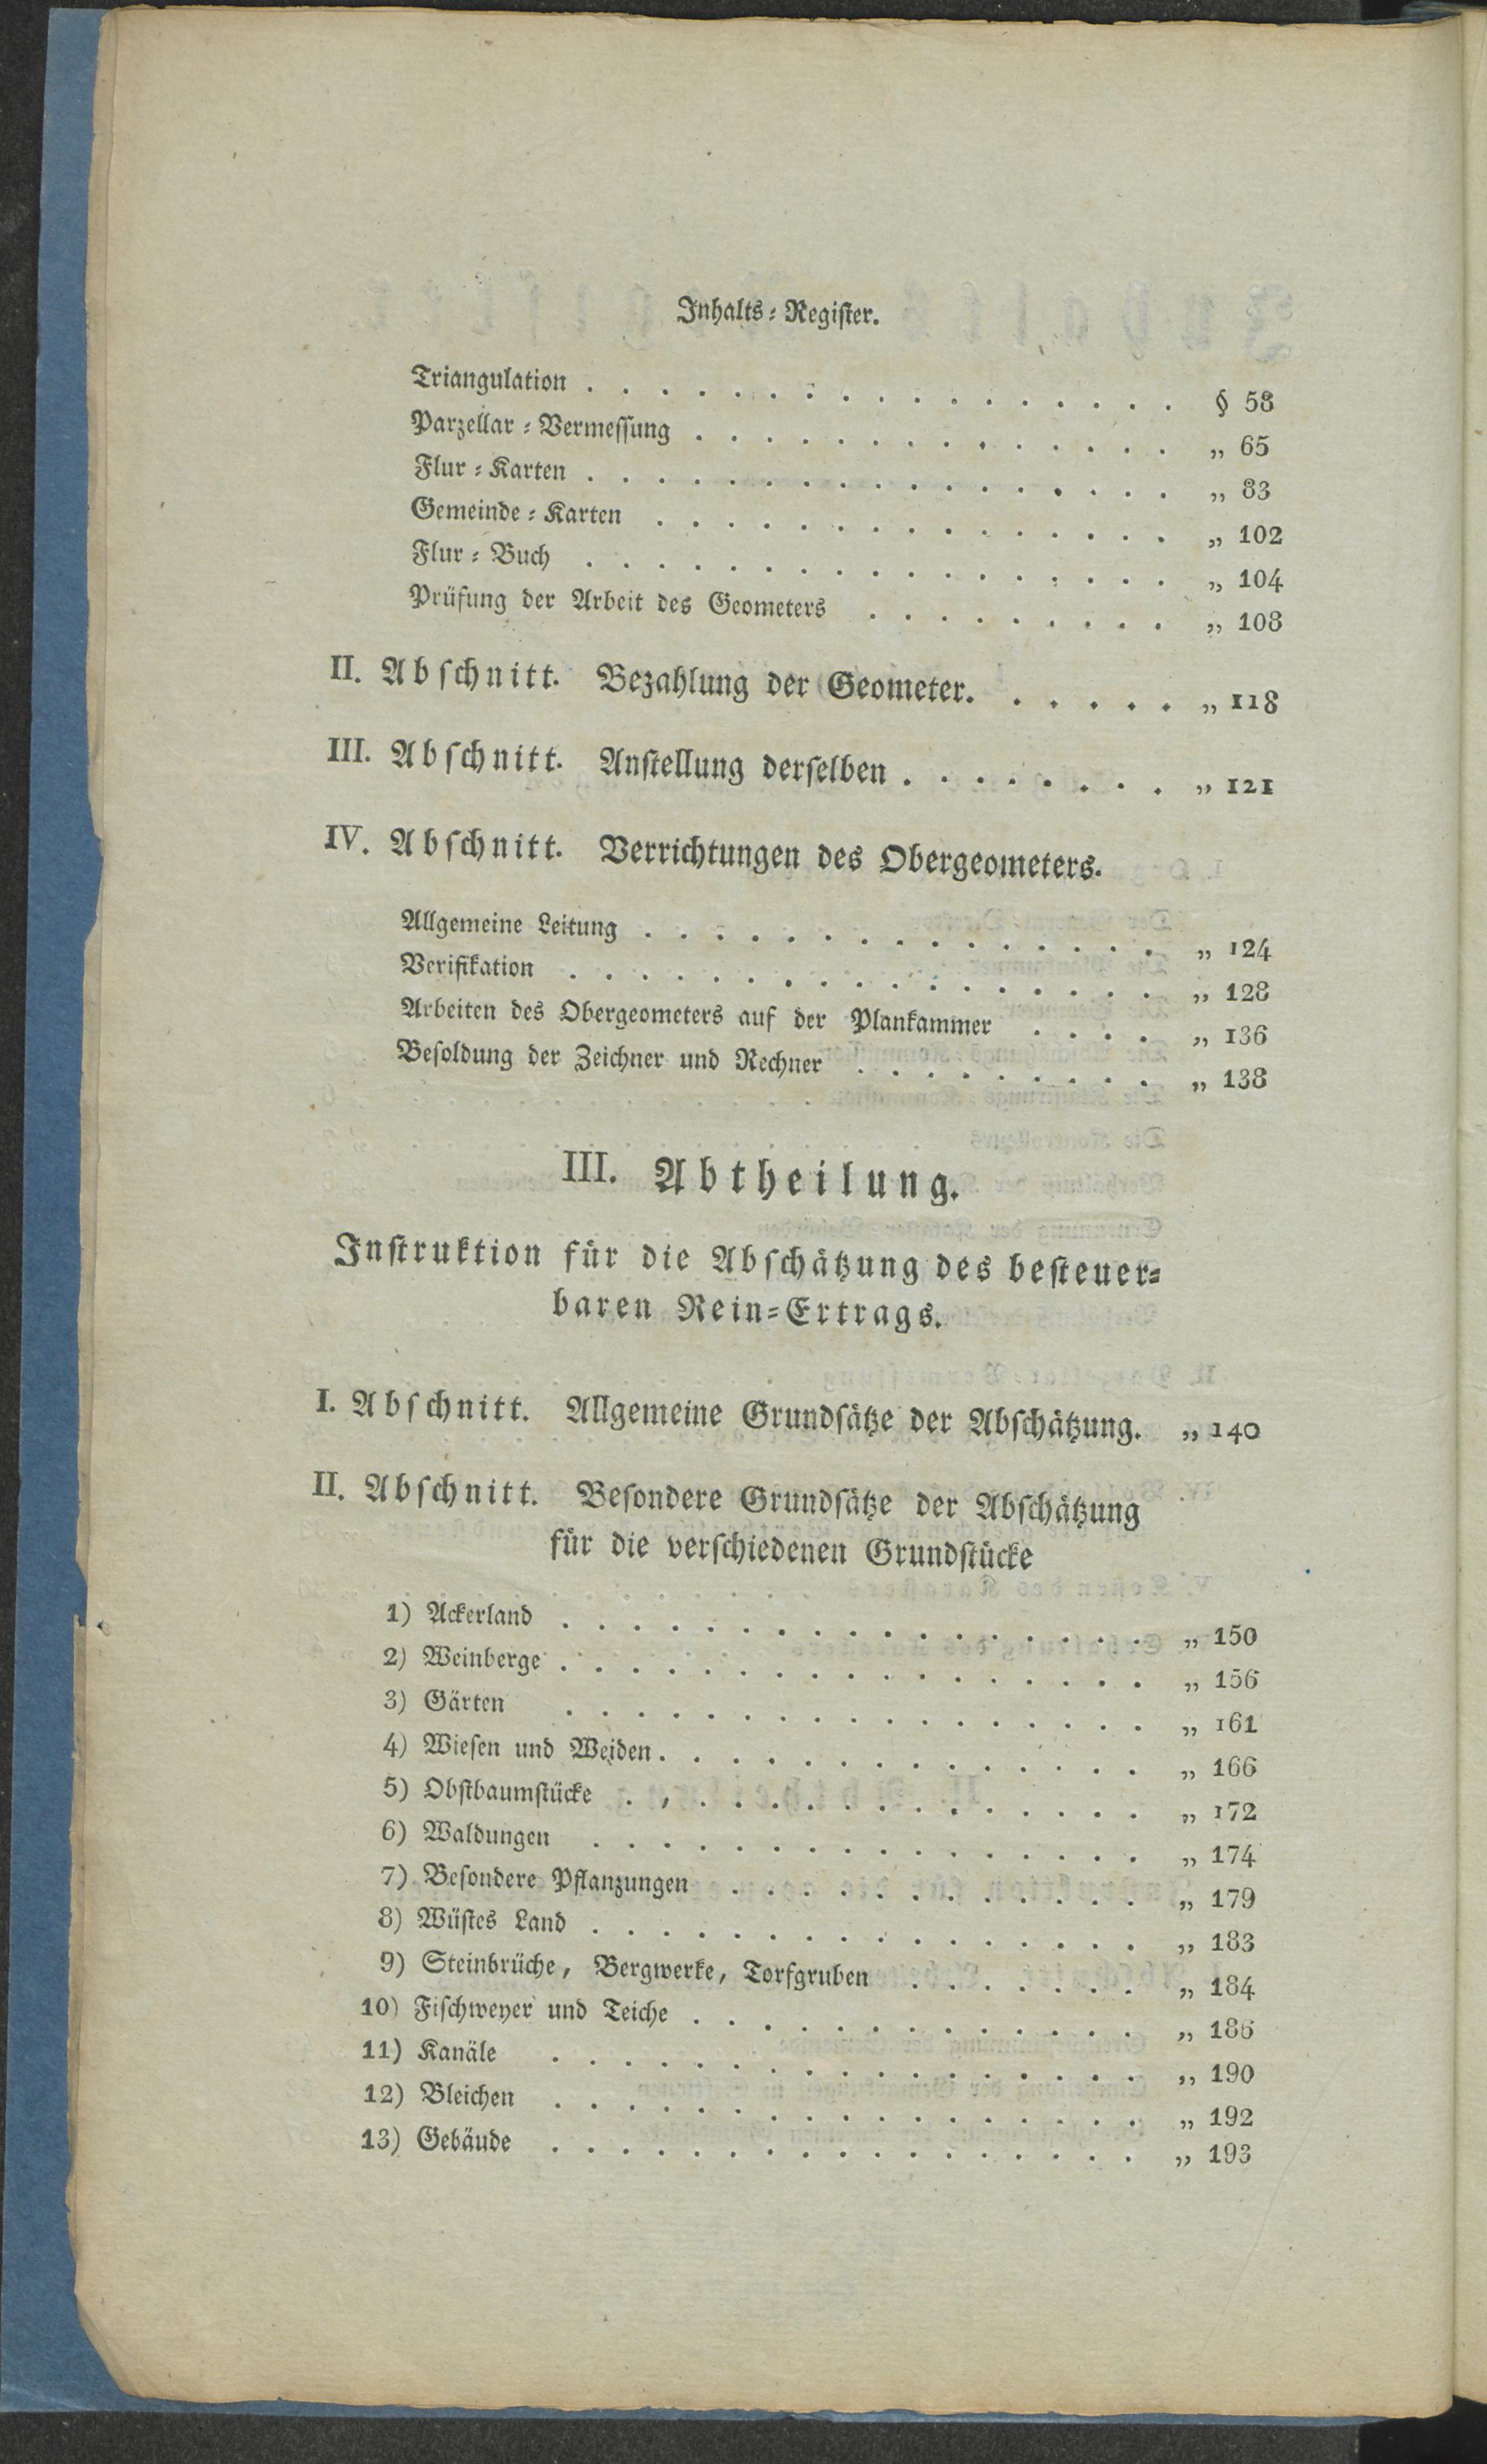 Inhalts-Register.
Triangulation . . . . . . . . . . . . . . . . . § 58
Parzellar-Vermessung . . . . . . . . . . . . . . „ 65
Flur-Karten . . . . . . . . . . . . . . . . . „ 83
Gemeinde-Karten . . . . . . . . . . . . . . . „ 102
Flur-Buch . . . . . . . . . . . . . . . . . „ 104
Prüfung der Arbeit des Geometers . . . . . . . . . „ 108
II. Abschnitt. Bezahlung der Geometer. . . . . . „ 118
III. Abschnitt. Anstellung derselben . . . . . . . . „ 121
IV. Abschnitt. Verrichtungen des Obergeometers.
Allgemeine Leitung . . . . . . . . . . . . . . . „ 124
Verifikation . . . . . . . . . . . . . . . . . „ 128
Arbeiten des Obergeometers auf der Plankammer . . . . „ 136
Besoldung der Zeichner und Rechner . . . . . . . . . „ 138
III. Abtheilung.
Instruktion für die Abschätzung des besteuer-
baren Rein-Ertrags.
I. Abschnitt. Allgemeine Grundsätze der Abschätzung. „ 140
II. Abschnitt. Besondere Grundsätze der Abschätzung
für die verschiedenen Grundstücke
1) Ackerland . . . . . . . . . . . . . . . . . „ 150
2) Weinberge . . . . . . . . . . . . . . . . . „ 156
3) Gärten . . . . . . . . . . . . . . . . . „ 161
4) Wiesen und Weiden . . . . . . . . . . . . . . „ 166
5) Obstbaumstücke . . . . . . . . . . . . . . . „ 172
6) Waldungen . . . . . . . . . . . . . . . . „ 174
7) Besondere Pflanzungen . . . . . . . . . . . . „ 179
8) Wüstes Land . . . . . . . . . . . . . . . . „ 183
9) Steinbrüche, Bergwerke, Torfgruben . . . . . . . „ 184
10) Fischweyer und Teiche . . . . . . . . . . . . . „ 186
11) Kanäle . . . . . . . . . . . . . . . . . „ 190
12) Bleichen . . . . . . . . . . . . . . . . . „ 192
13) Gebäude . . . . . . . . . . . . . . . . . „ 193